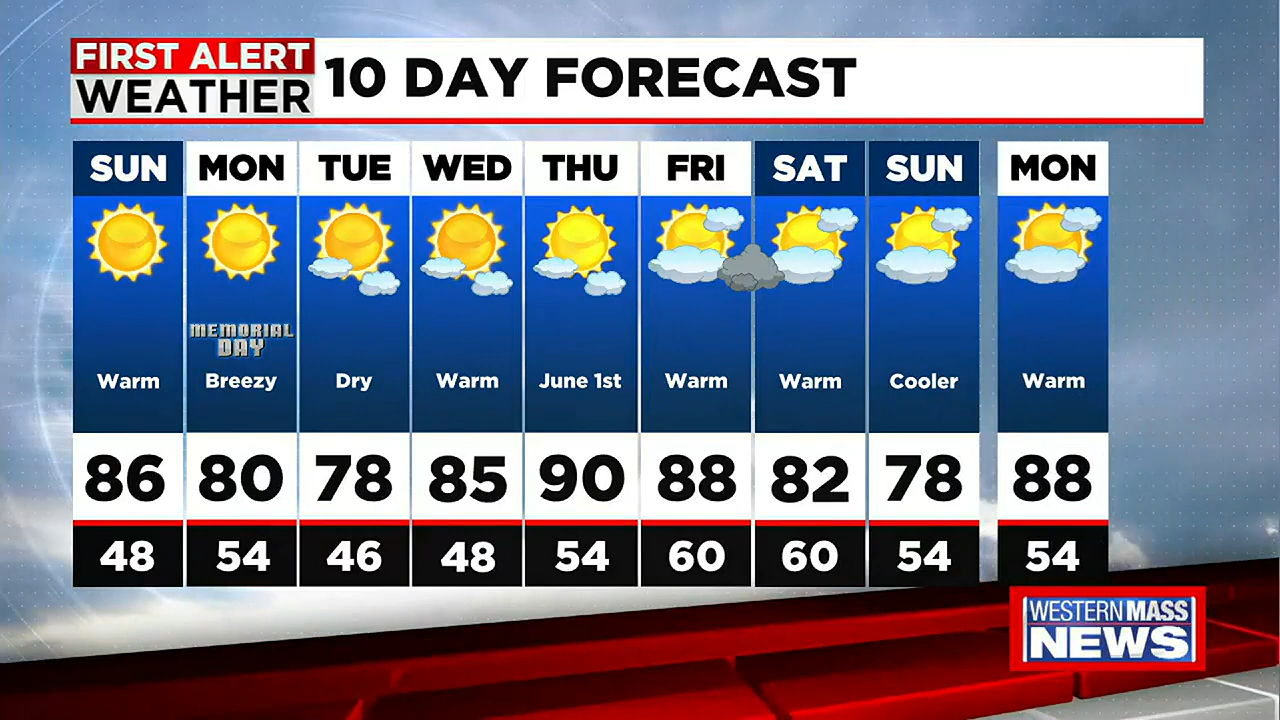 FIRST ALERT
WEATHER
10 DAY FORECAST
SUN MON TUE WED THU FRI SAT SUN MON
MEMORIAL
DAY
Warm Breezy Dry Warm June 1st Warm Warm Cooler Warm
86 80 78 85 90 88 82 78 88
48 54 46 48 54 60 60 54 54
WESTERN MASS
NEWS